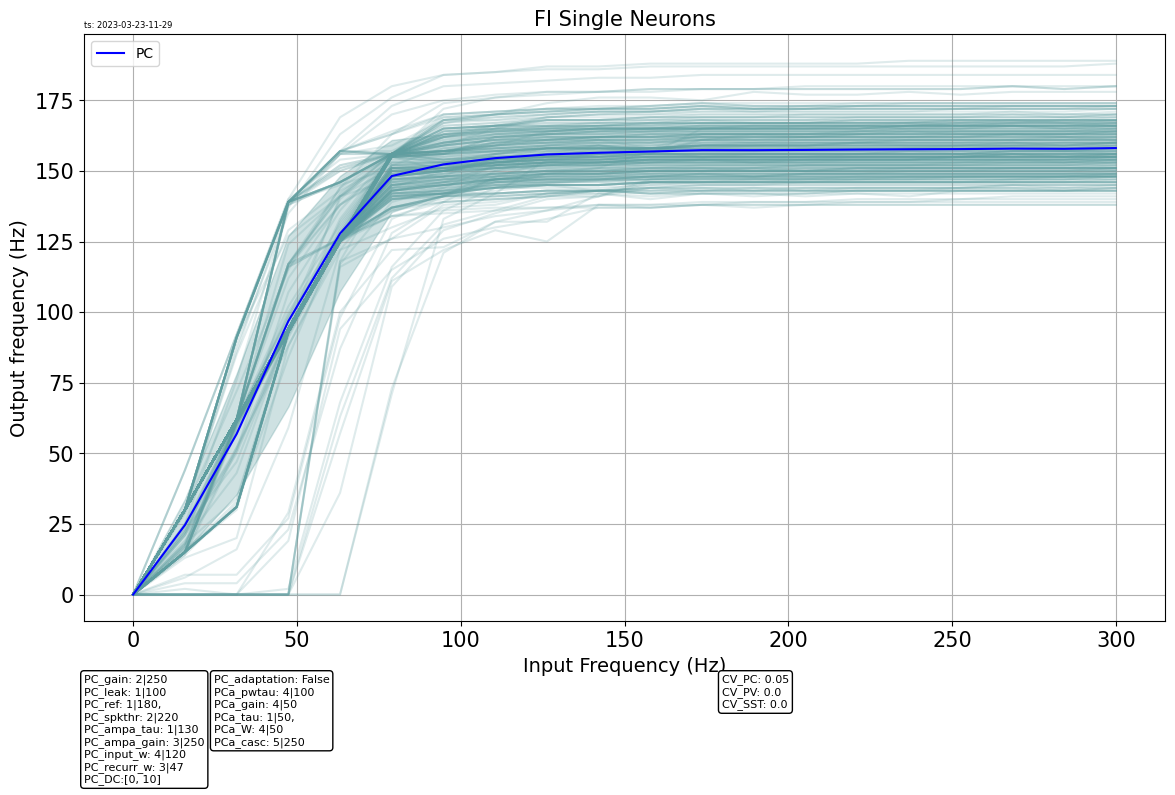 FI Single Neurons
ts: 2023-03-23-11-29
PC
Output frequency (Hz)
175
150
125
100
75
50
25
0
0 50 100 150 200 250 300
Input Frequency (Hz)
PC_gain: 2|250
PC_leak: 1|100
PC_ref: 1|180,
PC_spkthr: 2|220
PC_ampa_tau: 1|130
PC_ampa_gain: 3|250
PC_input_w: 4|120
PC_recurr_w: 3|47
PC_DC:[0, 10]
PC_adaptation: False
PCa_pwtau: 4|100
PCa_gain: 4|50
PCa_tau: 1|50,
PCa_W: 4|50
PCa_casc: 5|250
CV_PC: 0.05
CV_PV: 0.0
CV_SST: 0.0